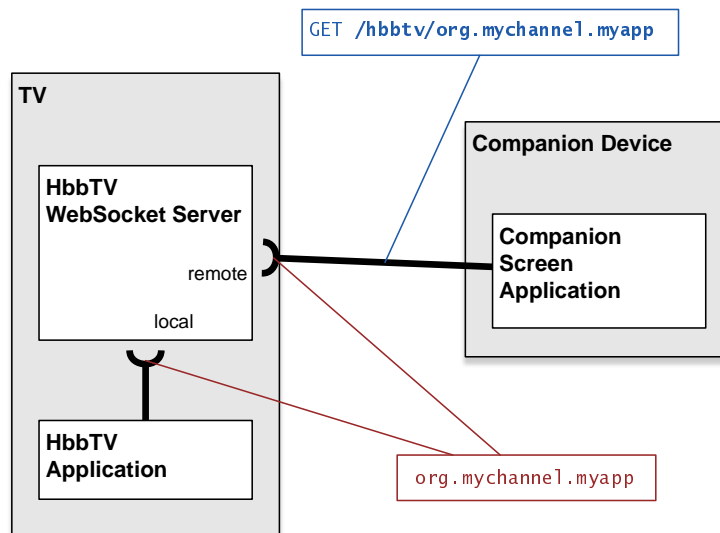 GET /hbbtv/org.mychannel.myapp
TV
Companion Device
HbbTV
WebSocket Server
Companion
Screen
Application
remote
local
HbbTV
Application
org.mychannel.myapp